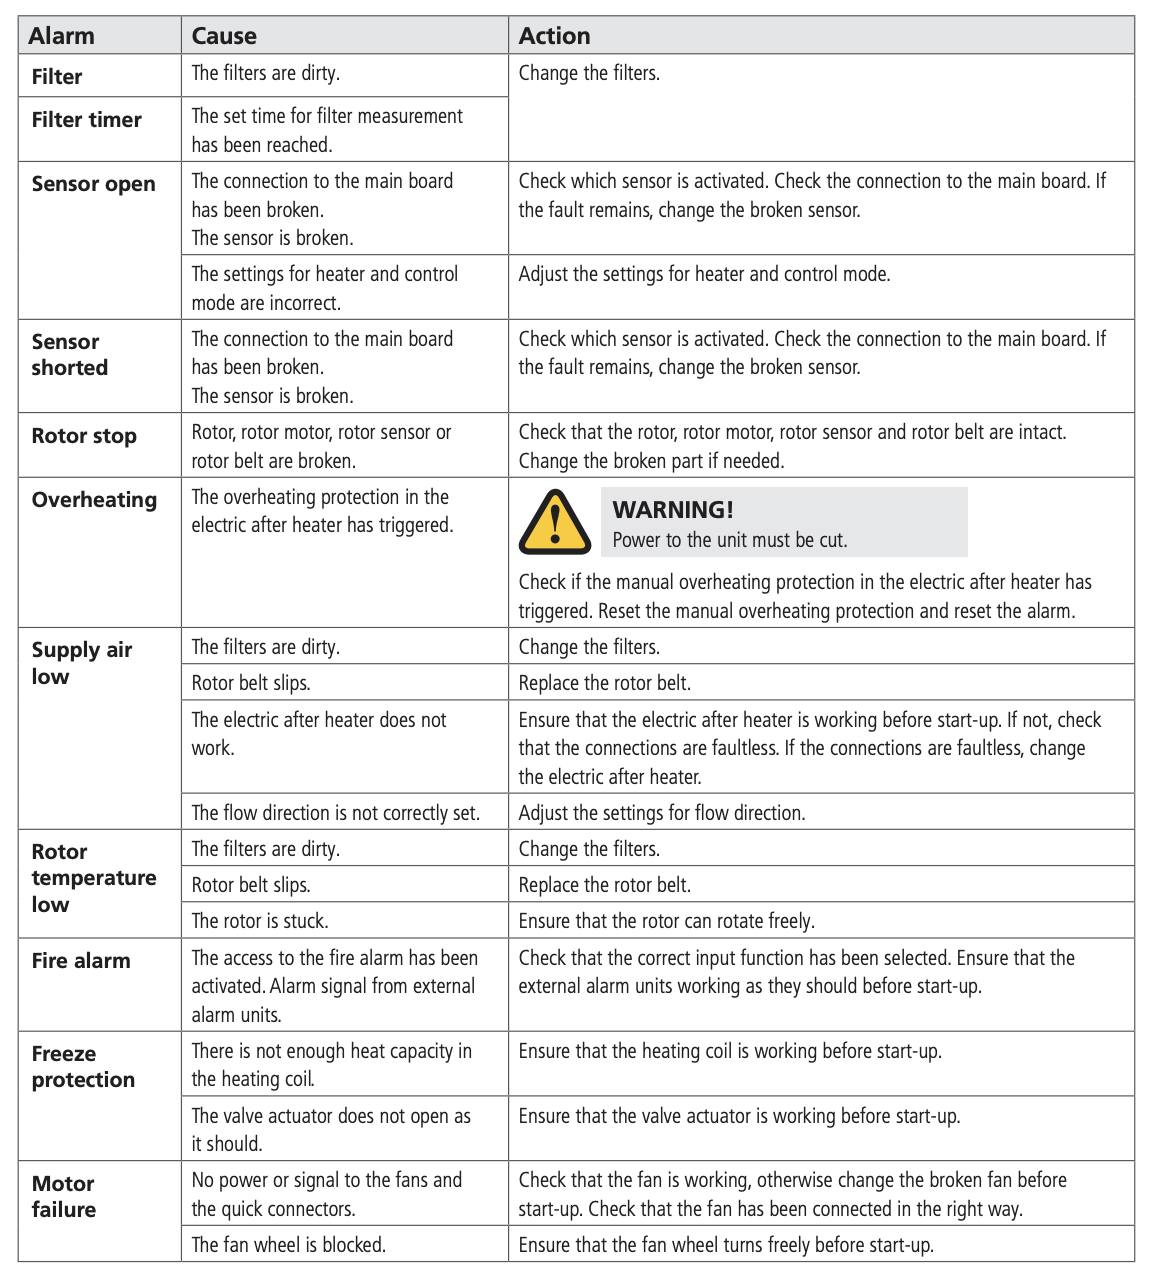 Alarm Cause Action
Filter The filters are dirty. Change the filters.
Filter timer The set time for filter measurement
has been reached.
Sensor open The connection to the main board
has been broken.
The sensor is broken.
Check which sensor is activated. Check the connection to the main board. If
the fault remains, change the broken sensor.
The settings for heater and control
mode are incorrect.
Adjust the settings for heater and control mode.
Sensor
shorted
The connection to the main board
has been broken.
The sensor is broken.
Check which sensor is activated. Check the connection to the main board. If
the fault remains, change the broken sensor.
Rotor stop
Rotor, rotor motor, rotor sensor or
rotor belt are broken.
Check that the rotor, rotor motor, rotor sensor and rotor belt are intact.
Change the broken part if needed.
Overheating
The overheating protection in the
electric after heater has triggered.
WARNING!
Power to the unit must be cut.
Check if the manual overheating protection in the electric after heater has
triggered. Reset the manual overheating protection and reset the alarm.
Supply air
low
The filters are dirty.
Change the filters.
Rotor belt slips.
Replace the rotor belt.
The electric after heater does not
work.
Ensure that the electric after heater is working before start-up. If not, check
that the connections are faultless. If the connections are faultless, change
the electric after heater.
The flow direction is not correctly set.
Adjust the settings for flow direction.
Rotor
temperature
low
The filters are dirty.
Change the filters.
Rotor belt slips.
Replace the rotor belt.
The rotor is stuck.
Ensure that the rotor can rotate freely.
Fire alarm
The access to the fire alarm has been
activated. Alarm signal from external
alarm units.
Check that the correct input function has been selected. Ensure that the
external alarm units working as they should before start-up.
Freeze
protection
There is not enough heat capacity in
the heating coil.
Ensure that the heating coil is working before start-up.
The valve actuator does not open as
it should.
Ensure that the valve actuator is working before start-up.
Motor
failure
No power or signal to the fans and
the quick connectors.
Check that the fan is working, otherwise change the broken fan before
start-up. Check that the fan has been connected in the right way.
The fan wheel is blocked.
Ensure that the fan wheel turns freely before start-up.